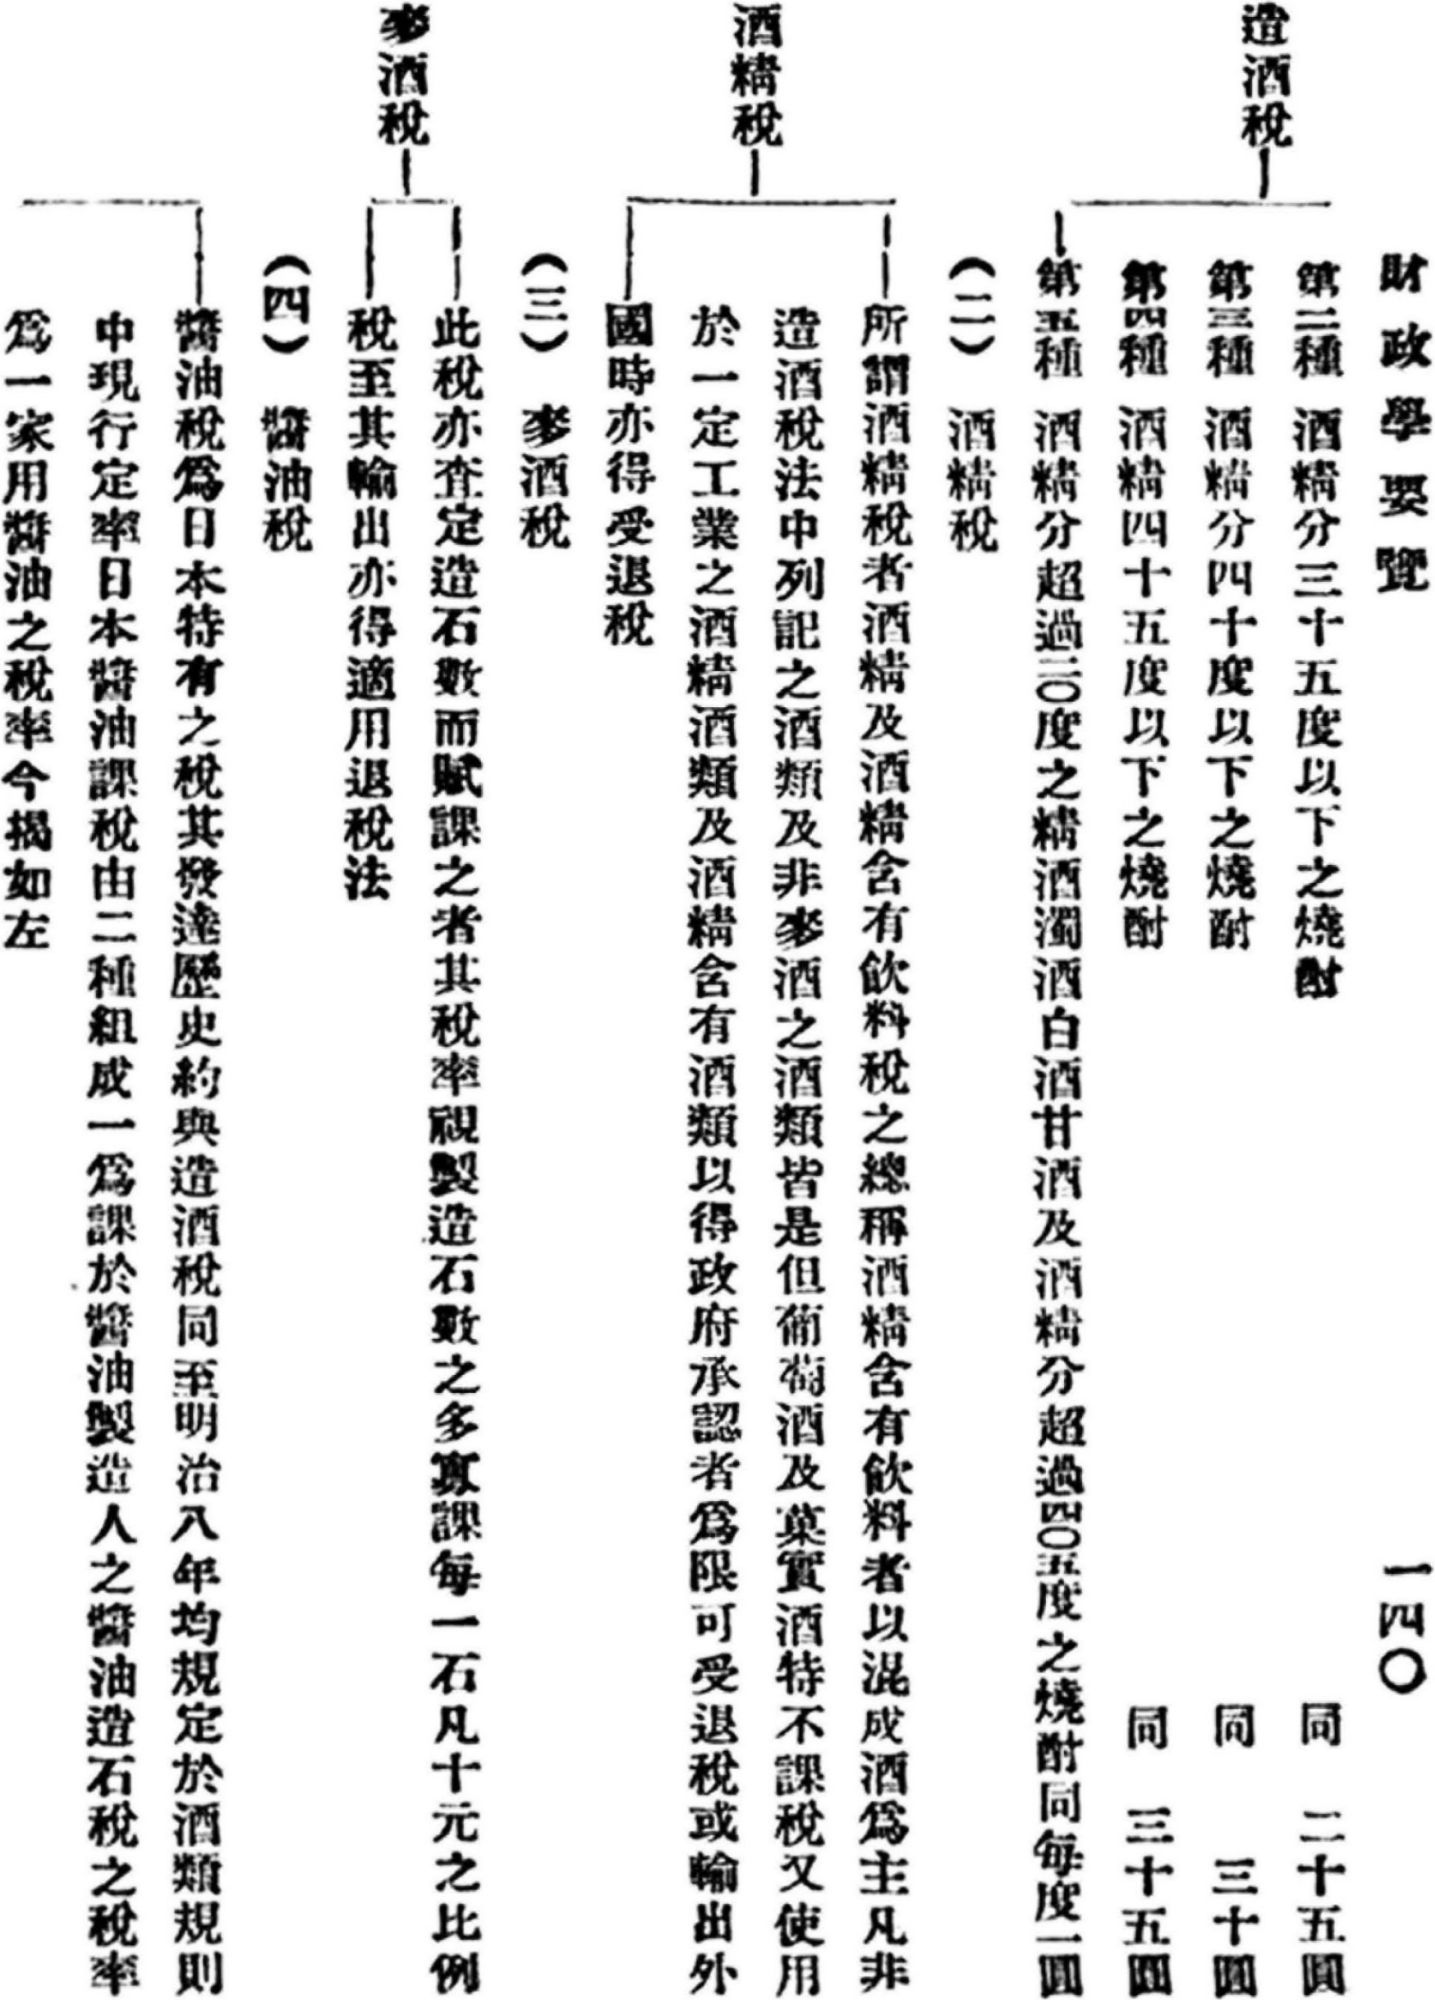 財政學要覽 一四〇
造酒稅
第二種 酒精分三十五度以下之燒酎 同 二十五圓
第三種 酒精分四十度以下之燒酎 同 三十圓
第四種 酒精四十五度以下之燒酎 同 三十五圓
第五種 酒精分超過二〇度之精酒濁酒白酒甘酒及酒精分超過四〇五度之燒酎同每度一圓
(二) 酒精稅
酒精稅
所謂酒精稅者酒精及酒精含有飲料稅之總稱酒精含有飲料者以混成酒爲主凡非
造酒稅法中列記之酒類及非麥酒之酒類皆是但葡萄酒及菓實酒特不課稅又使用
於一定工業之酒精酒類及酒精含有酒類以得政府承認者爲限可受退稅或輸出外
國時亦得受退稅
(三) 麥酒稅
麥酒稅
此稅亦查定造石數而賦課之者其稅率視製造石數之多寡課每一石凡十元之比例
稅至其輸出亦得適用退稅法
(四) 醬油稅
醬油稅爲日本特有之稅其發達歷史約與造酒稅同至明治八年均規定於酒類規則
中現行定率日本醬油課稅由二種組成一爲課於醬油製造人之醬油造石稅之稅率
爲一家用醬油之稅率今揭如左